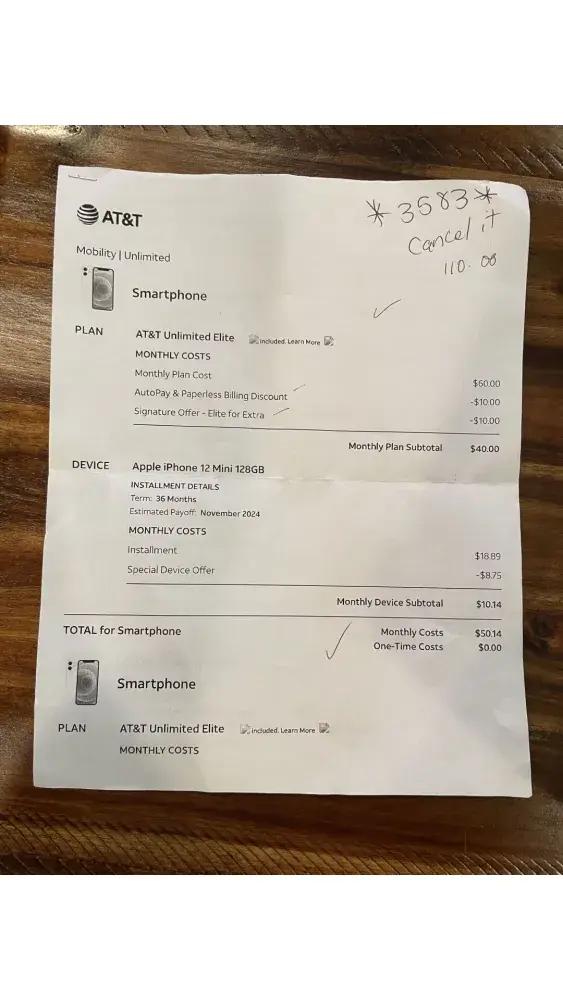 *3583*
Cancel it
110.00
AT&T
Mobility | Unlimited
Smartphone
PLAN AT&T Unlimited Elite included. Learn More
MONTHLY COSTS
Monthly Plan Cost $60.00
AutoPay & Paperless Billing Discount -$10.00
Signature Offer - Elite for Extra -$10.00
Monthly Plan Subtotal $40.00
DEVICE Apple iPhone 12 Mini 128GB
INSTALLMENT DETAILS
Term: 36 Months
Estimated Payoff: November 2024
MONTHLY COSTS
Installment $18.89
Special Device Offer -$8.75
Monthly Device Subtotal $10.14
TOTAL for Smartphone Monthly Costs $50.14
One-Time Costs $0.00
Smartphone
PLAN AT&T Unlimited Elite included. Learn More
MONTHLY COSTS